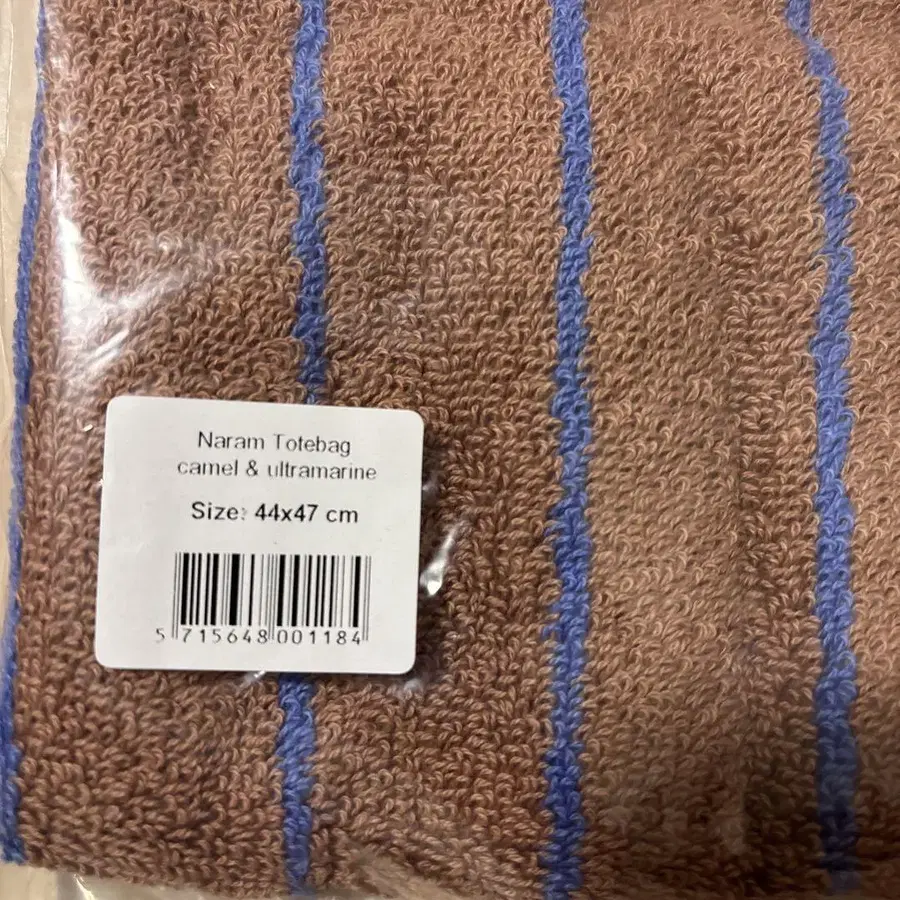 Naram Totebag
camel & ultramarine
Size: 44x47 cm
5 715648 001184